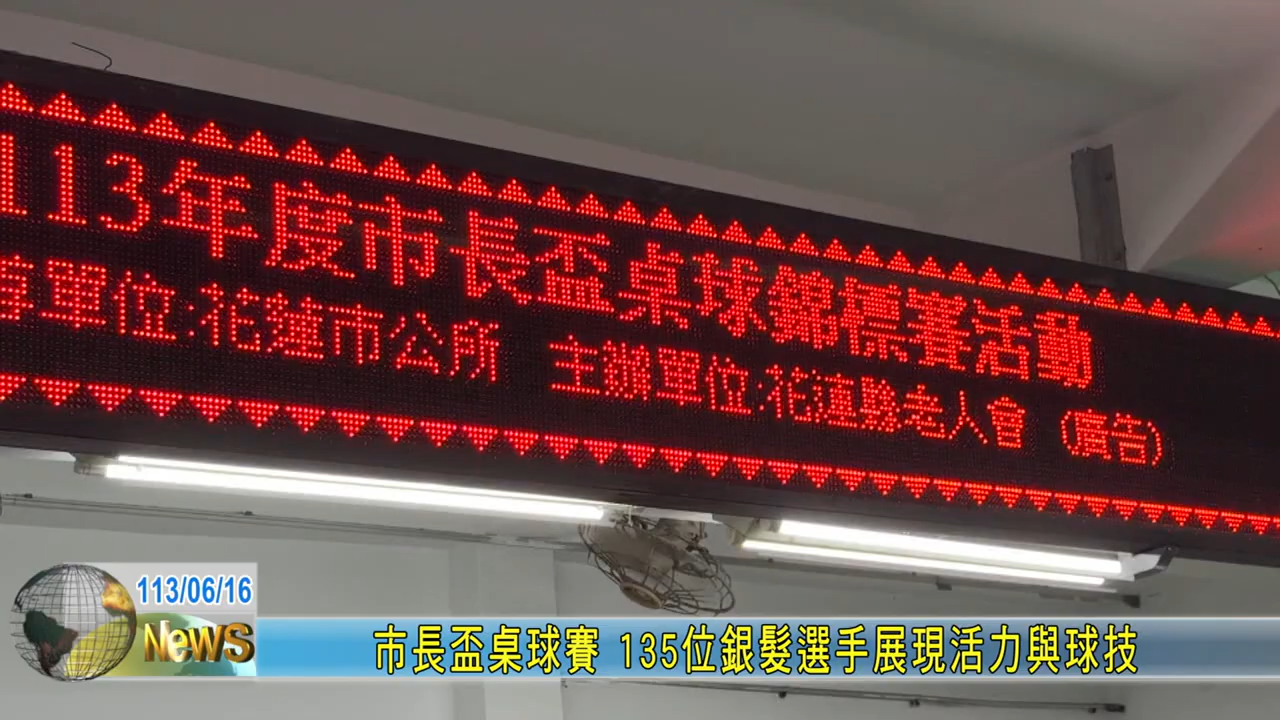 113年度市長盃桌球錦標賽活動
單位:花蓮市公所 主辦單位:花蓮縣老人會 (廣告)
113/06/16
News
市長盃桌球賽 135位銀髮選手展現活力與球技